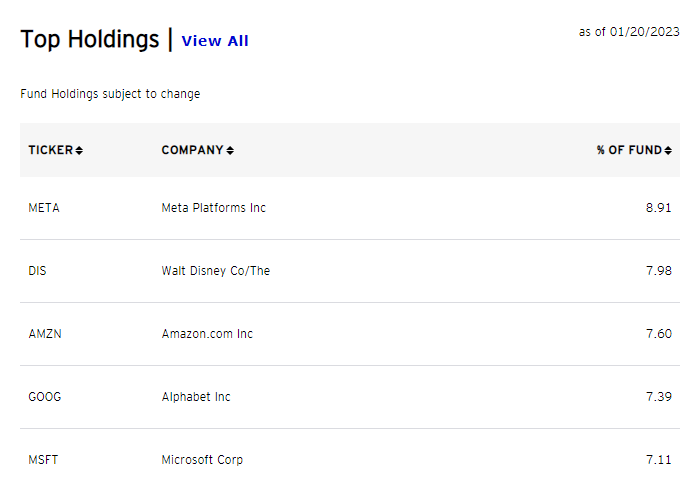 Top Holdings | View All
as of 01/20/2023
Fund Holdings subject to change
TICKER COMPANY % OF FUND
META Meta Platforms Inc 8.91
DIS Walt Disney Co/The 7.98
AMZN Amazon.com Inc 7.60
GOOG Alphabet Inc 7.39
MSFT Microsoft Corp 7.11